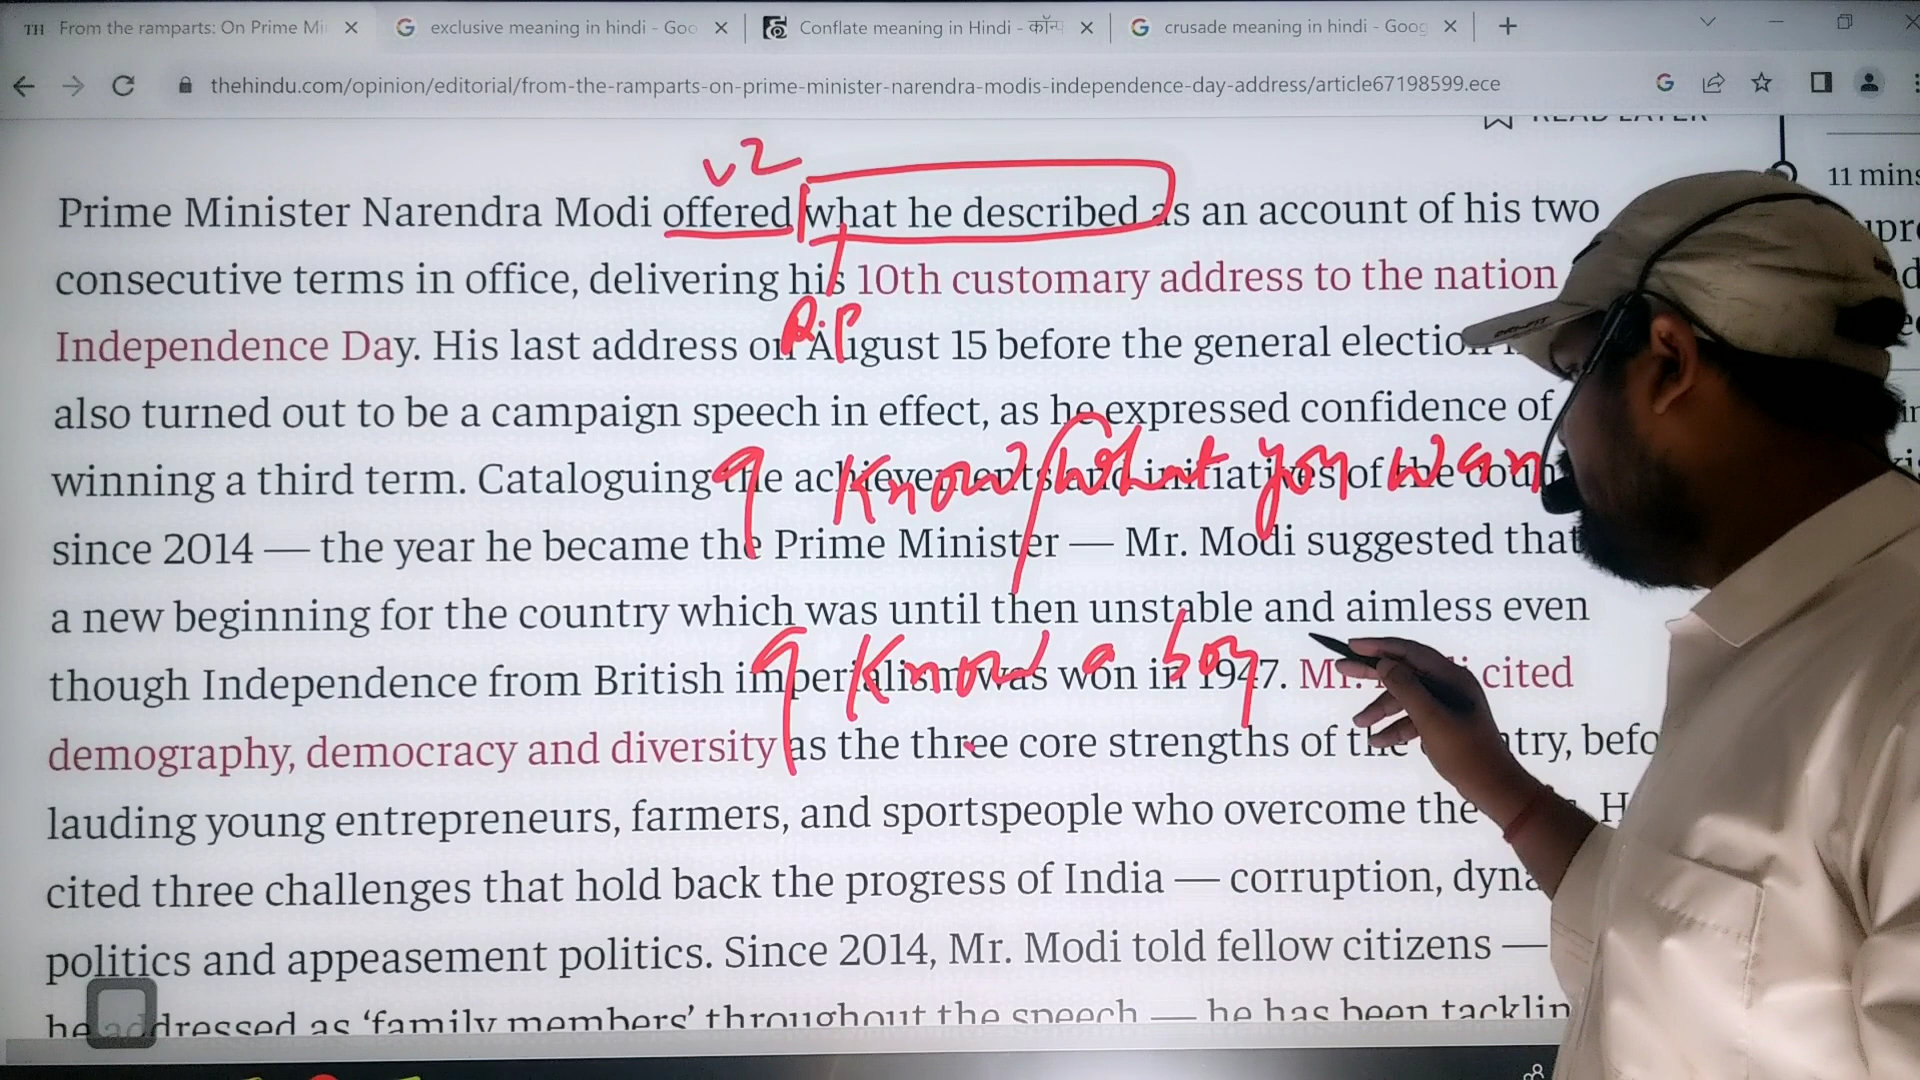 TH From the ramparts: On Prime Mi
exclusive meaning in hindi - Goo
Conflate meaning in Hindi - कॉन
crusade meaning in hindi - Goog
thehindu.com/opinion/editorial/from-the-ramparts-on-prime-minister-narendra-modis-independence-day-address/article67198599.ece
READ LATER
11 mins
V2
Prime Minister Narendra Modi offered what he described as an account of his two
consecutive terms in office, delivering his 10th customary address to the nation
Independence Day. His last address on August 15 before the general election
also turned out to be a campaign speech in effect, as he expressed confidence of
winning a third term. Cataloguing the achievements and initiatives of the coun
I know what you wan
since 2014 — the year he became the Prime Minister — Mr. Modi suggested that
a new beginning for the country which was until then unstable and aimless even
though Independence from British imperialism was won in 1947. Mr. Modi cited
I know a boy
demography, democracy and diversity as the three core strengths of the country, befo
lauding young entrepreneurs, farmers, and sportspeople who overcome the H
cited three challenges that hold back the progress of India — corruption, dyna
politics and appeasement politics. Since 2014, Mr. Modi told fellow citizens —
he addressed as ‘family members’ throughout the speech — he has been tacklin